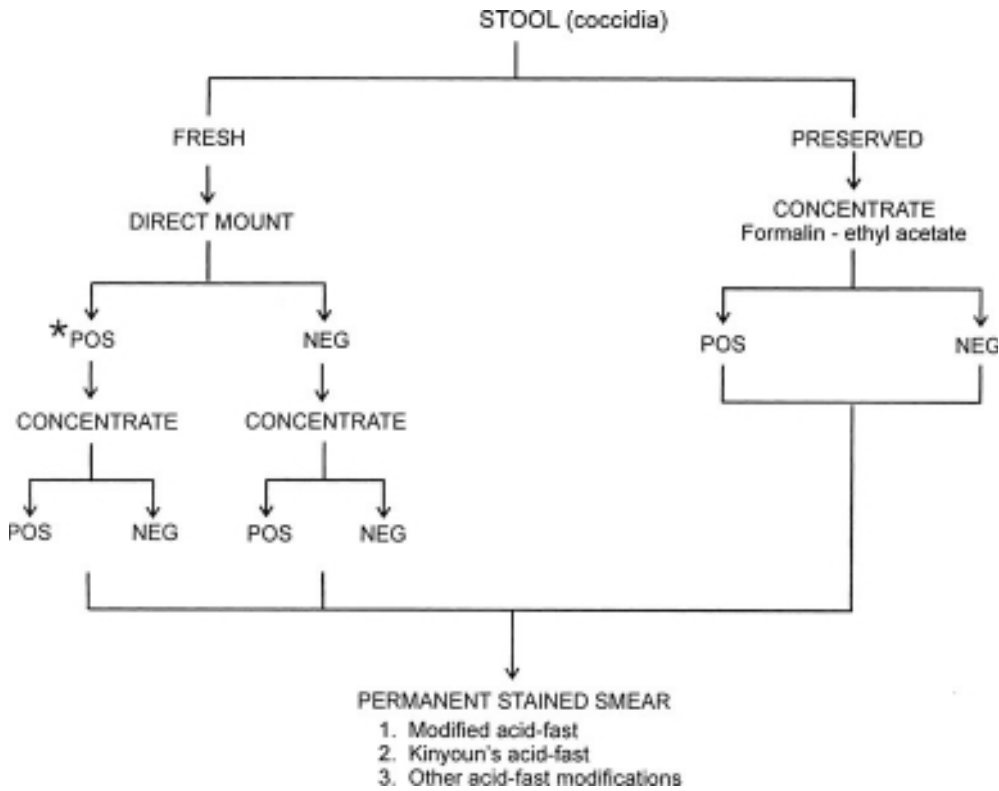 STOOL (coccidia)
FRESH
PRESERVED
DIRECT MOUNT
CONCENTRATE
Formalin - ethyl acetate
*POS
NEG
POS
NEG
CONCENTRATE
CONCENTRATE
POS
NEG
POS
NEG
PERMANENT STAINED SMEAR
1. Modified acid-fast
2. Kinyoun's acid-fast
3. Other acid-fast modifications